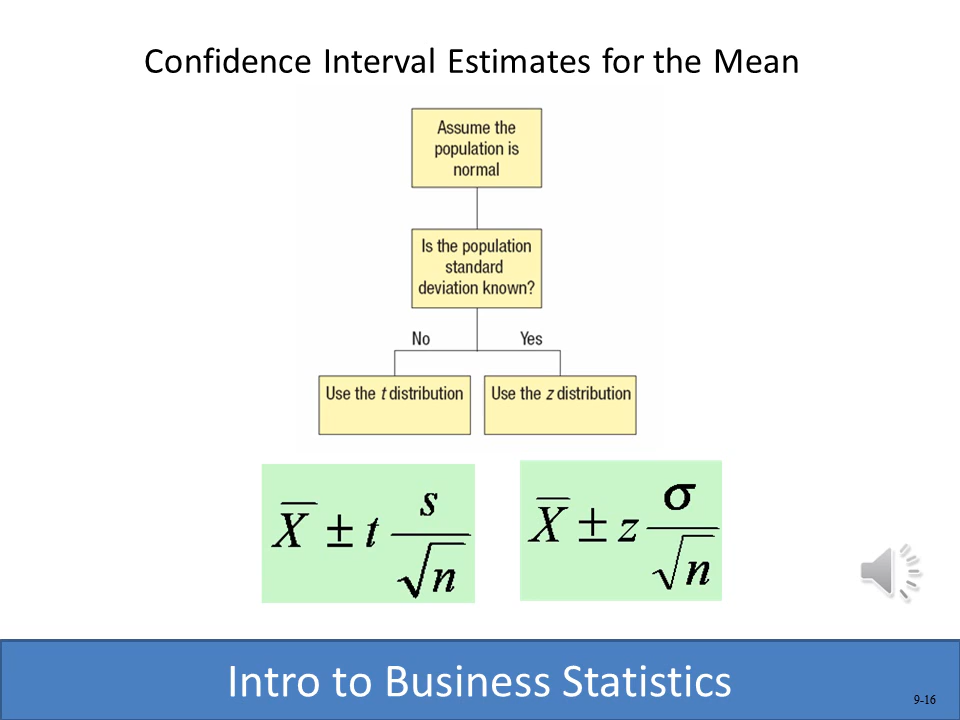 Confidence Interval Estimates for the Mean
Assume the
population is
normal
Is the population
standard
deviation known?
No
Yes
Use the t distribution
Use the z distribution
X̅ ± t s/√n
X̅ ± z σ/√n
Intro to Business Statistics
9-16